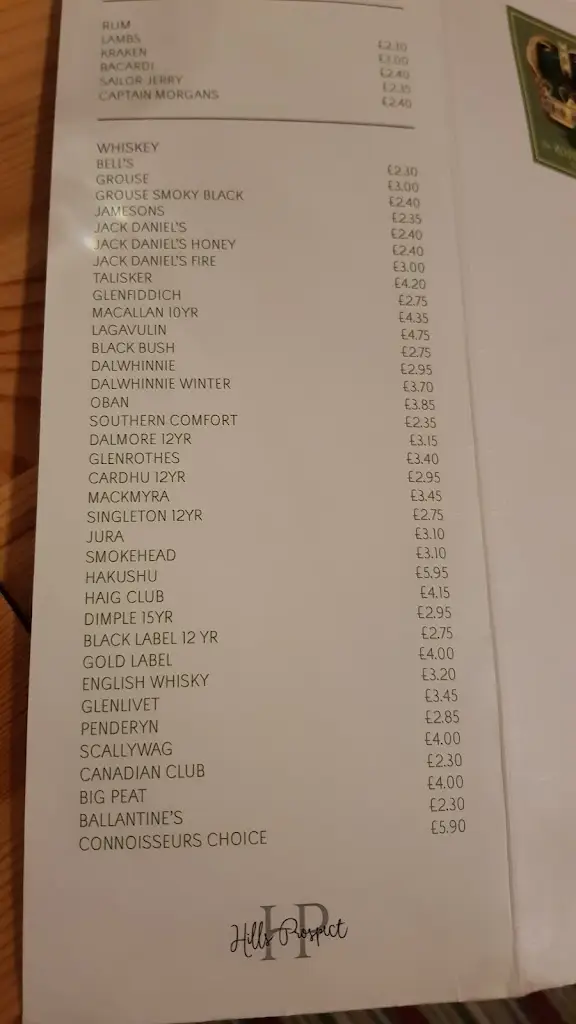 RUM
LAMBS £2.30
KRAKEN £3.00
BACARDI £2.40
SAILOR JERRY £2.35
CAPTAIN MORGANS £2.40
WHISKEY
BELL'S £2.30
GROUSE £3.00
GROUSE SMOKY BLACK £2.40
JAMESONS £2.35
JACK DANIEL'S £2.40
JACK DANIEL'S HONEY £2.40
JACK DANIEL'S FIRE £3.00
TALISKER £4.20
GLENFIDDICH £2.75
MACALLAN 10YR £4.35
LAGAVULIN £4.75
BLACK BUSH £2.75
DALWHINNIE £2.95
DALWHINNIE WINTER £3.70
OBAN £3.85
SOUTHERN COMFORT £2.35
DALMORE 12YR £3.15
GLENROTHES £3.40
CARDHU 12YR £2.95
MACKMYRA £3.45
SINGLETON 12YR £2.75
JURA £3.10
SMOKEHEAD £3.10
HAKUSHU £5.95
HAIG CLUB £4.15
DIMPLE 15YR £2.95
BLACK LABEL 12 YR £2.75
GOLD LABEL £4.00
ENGLISH WHISKY £3.20
GLENLIVET £3.45
PENDERYN £2.85
SCALLYWAG £4.00
CANADIAN CLUB £2.30
BIG PEAT £4.00
BALLANTINE'S £2.30
CONNOISSEURS CHOICE £5.90
HP
Hills Prospict